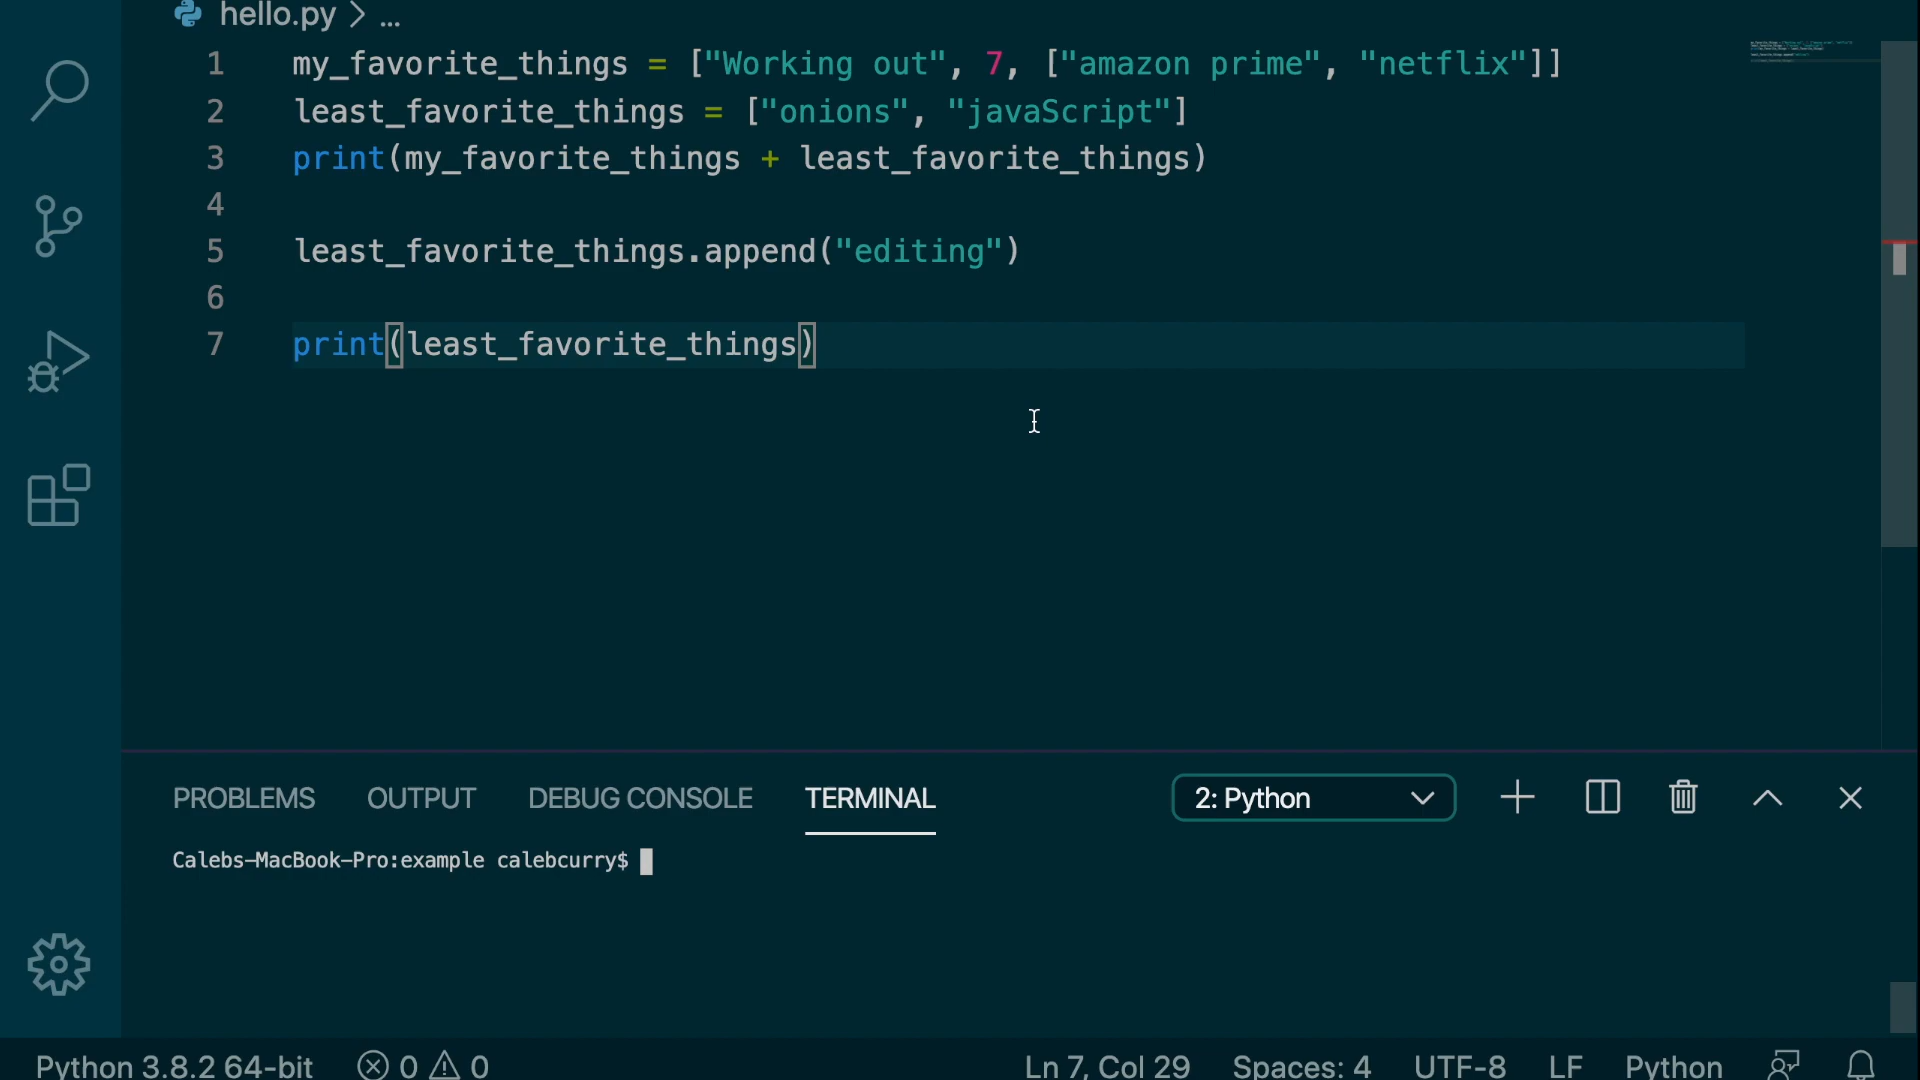 hello.py > ...
1 my_favorite_things = ["Working out", 7, ["amazon prime", "netflix"]]
2 least_favorite_things = ["onions", "javaScript"]
3 print(my_favorite_things + least_favorite_things)
4
5 least_favorite_things.append("editing")
6
7 print(least_favorite_things)
PROBLEMS OUTPUT DEBUG CONSOLE TERMINAL 2: Python
Calebs-MacBook-Pro:example calebcurry$
Python 3.8.2 64-bit 0 0 Ln 7, Col 29 Spaces: 4 UTF-8 LF Python